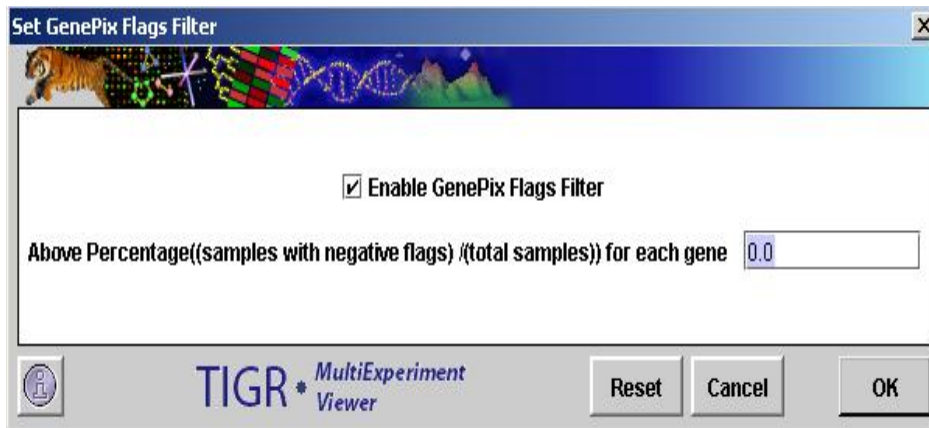 Set GenePix Flags Filter
Enable GenePix Flags Filter
Above Percentage((samples with negative flags) /(total samples)) for each gene 0.0
TIGR MultiExperiment
Viewer
Reset Cancel OK